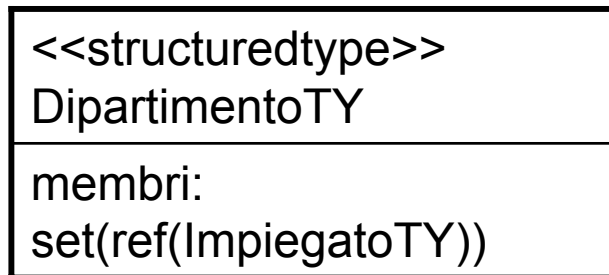 <<structuredtype>>
DipartimentoTY
membri:
set(ref(ImpiegatoTY))